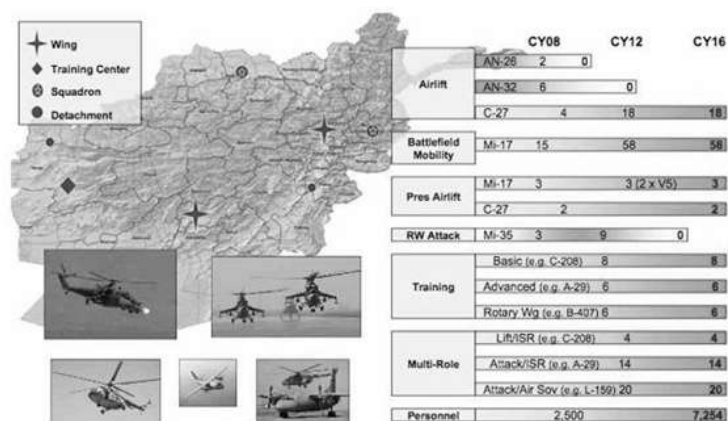 Wing
Training Center
Squadron
Detachment
CY08 CY12 CY16
Airlift
AN-26 2 0
AN-32 6 0
C-27 4 18 18
Battlefield Mobility
Mi-17 15 58 58
Pres Airlift
Mi-17 3 3 (2 x V5) 3
C-27 2 2
RW Attack
Mi-35 3 9 0
Training
Basic (e.g. C-208) 8 8
Advanced (e.g. A-29) 6 6
Rotary Wg (e.g. B-407) 6 6
Multi-Role
Lift/ISR (e.g. C-208) 4 4
Attack/ISR (e.g. A-29) 14 14
Attack/Air Sov (e.g. L-159) 20 20
Personnel 2,500 7,254